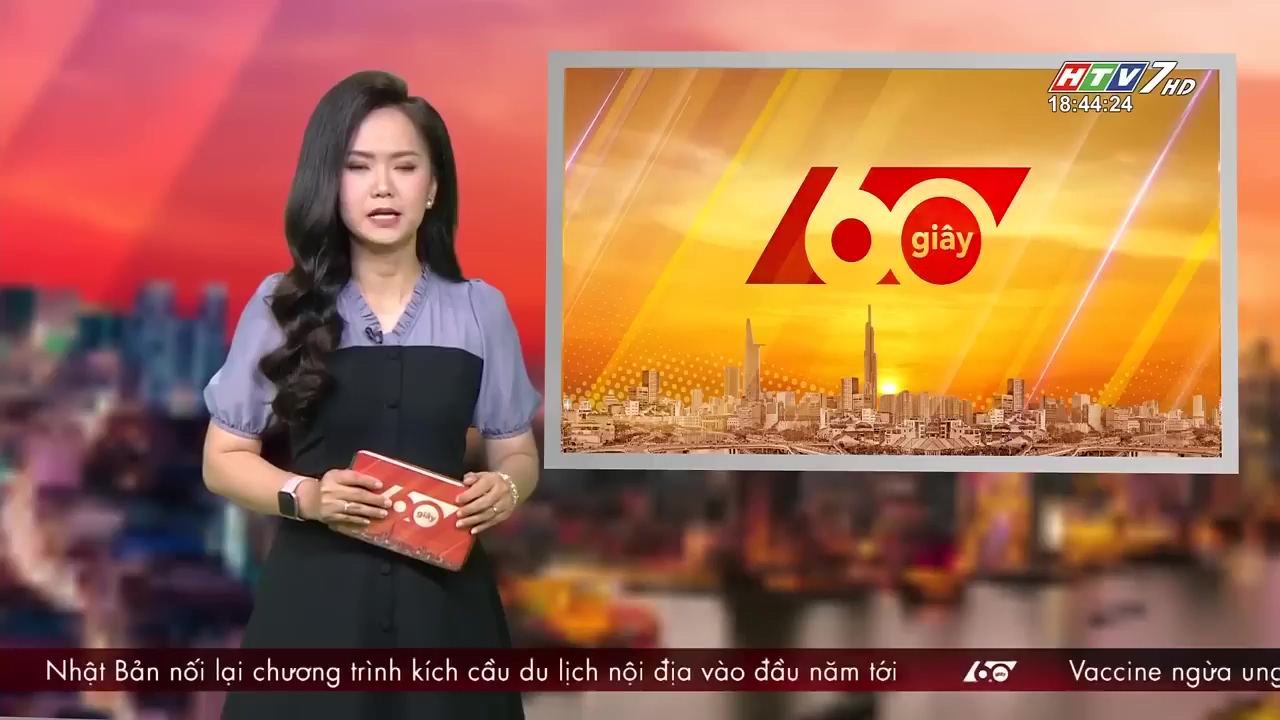 HTV7 HD
18:44:24
60 giây
60 giây
Nhật Bản nối lại chương trình kích cầu du lịch nội địa vào đầu năm tới 60 giây Vaccine ngừa ung